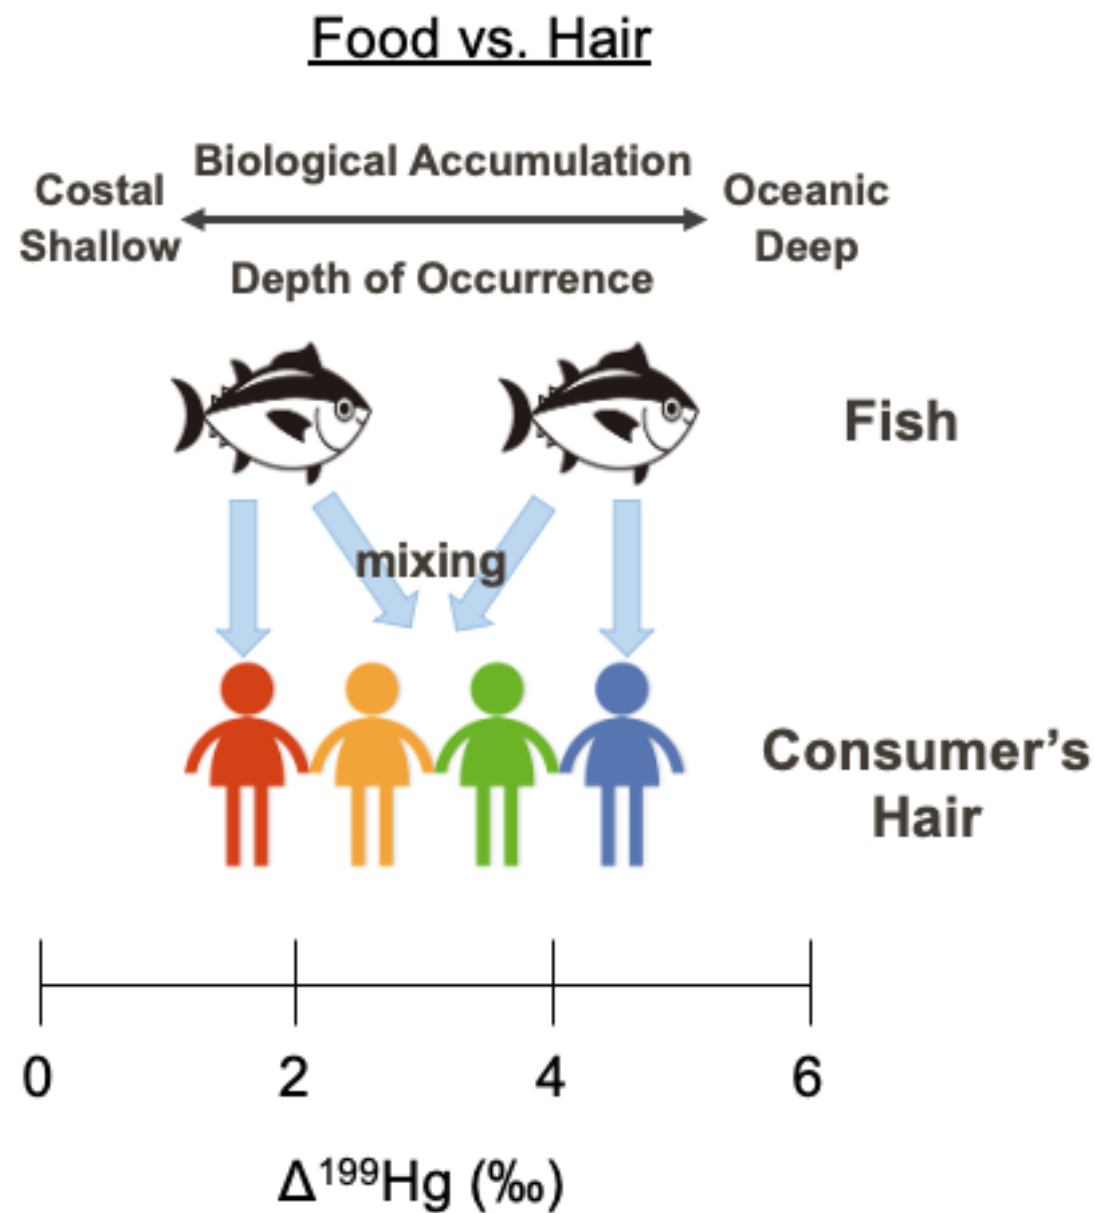 Food vs. Hair
Biological Accumulation
Costal
Shallow
Oceanic
Deep
Depth of Occurrence
Fish
mixing
Consumer’s
Hair
0 2 4 6
Δ¹⁹⁹Hg (‰)